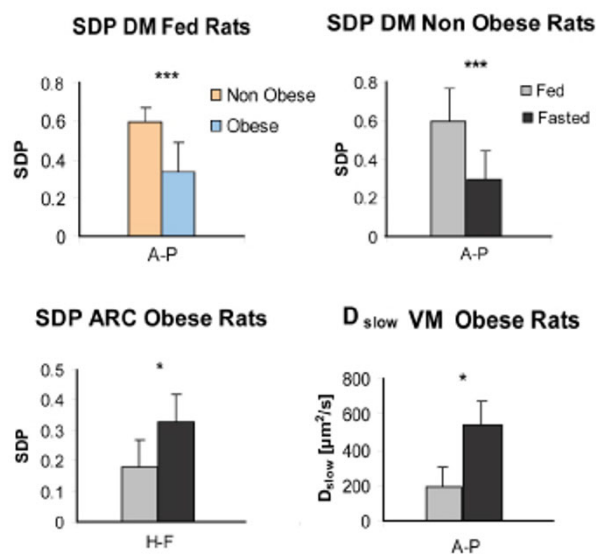 SDP DM Fed Rats
***
0.8
0.6
0.4
0.2
0
SDP
Non Obese
Obese
A-P
SDP DM Non Obese Rats
***
0.8
0.6
0.4
0.2
0
SDP
Fed
Fasted
A-P
SDP ARC Obese Rats
*
0.5
0.4
0.3
0.2
0.1
0
SDP
H-F
D slow VM Obese Rats
*
800
600
400
200
0
Dslow [µm²/s]
A-P